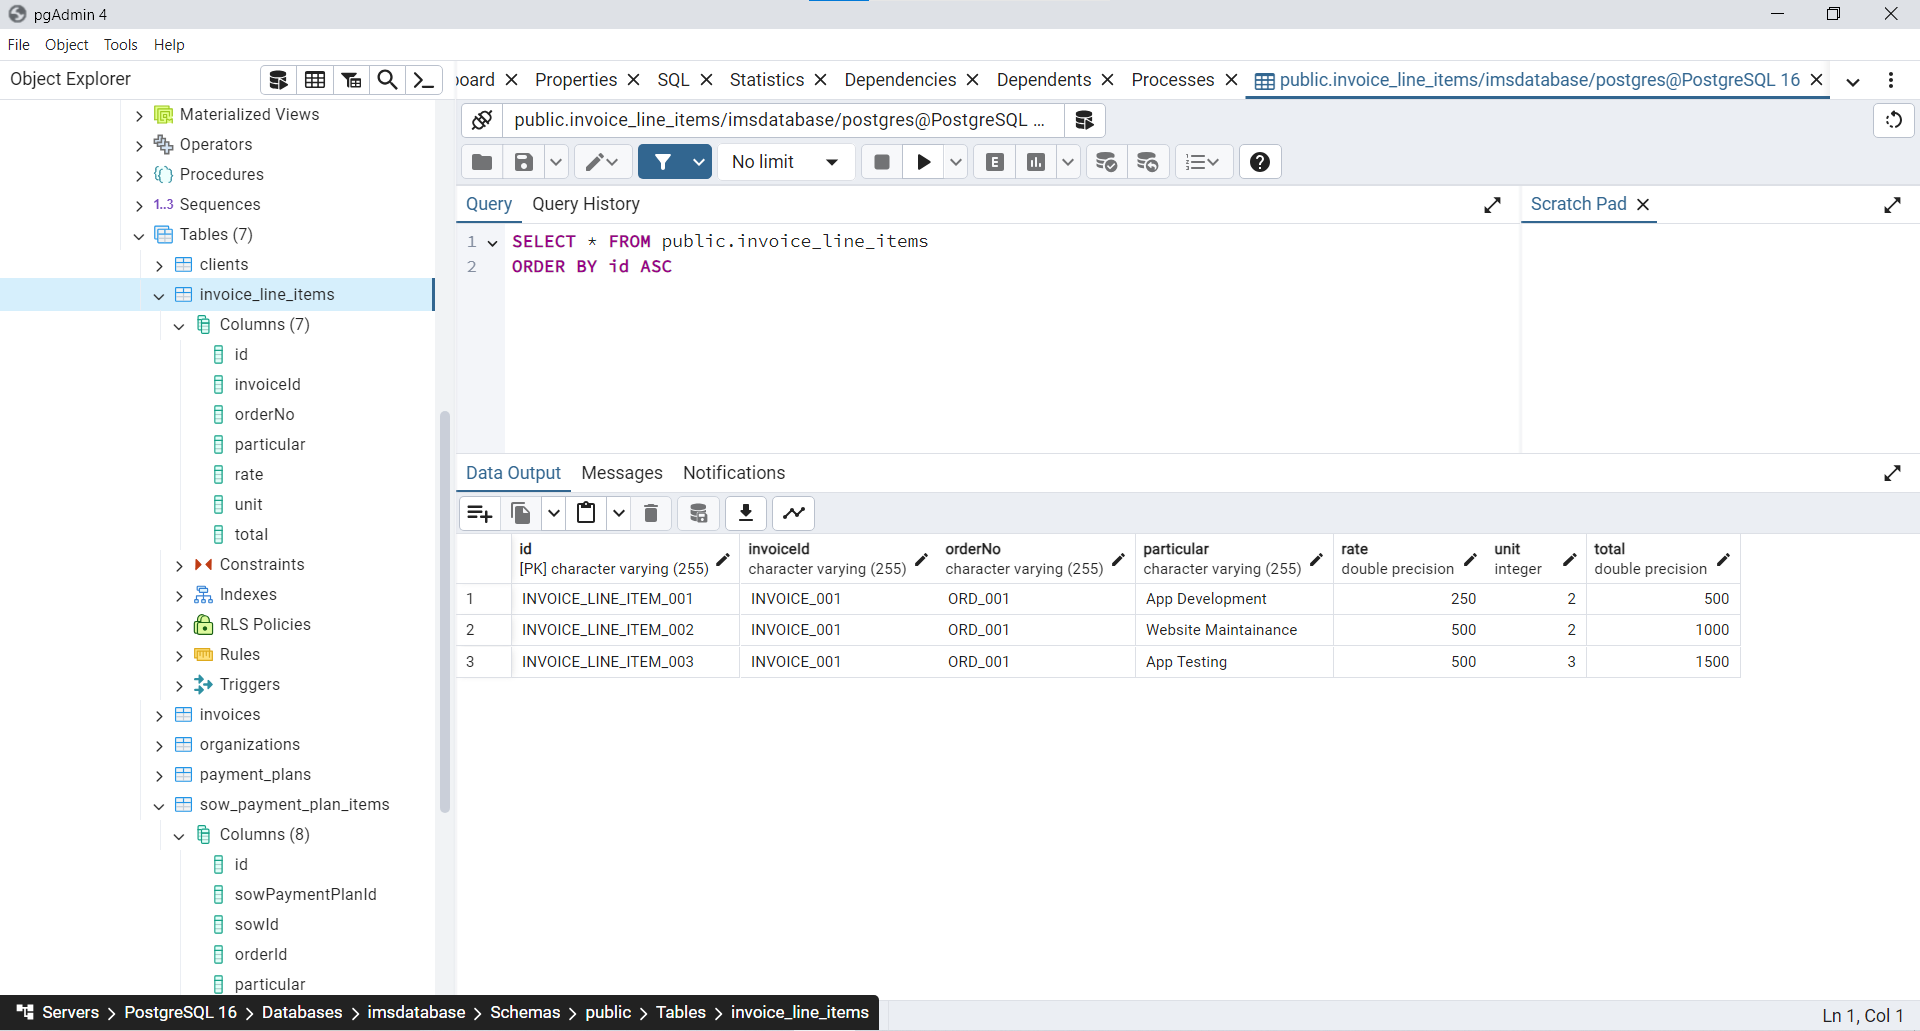 pgAdmin 4
File Object Tools Help
Object Explorer
board Properties SQL Statistics Dependencies Dependents Processes public.invoice_line_items/imsdatabase/postgres@PostgreSQL 16
public.invoice_line_items/imsdatabase/postgres@PostgreSQL ...
No limit
E
Query Query History
Scratch Pad
1 SELECT * FROM public.invoice_line_items
2 ORDER BY id ASC
Materialized Views
Operators
Procedures
1..3 Sequences
Tables (7)
clients
invoice_line_items
Columns (7)
id
invoiceId
orderNo
particular
rate
unit
total
Constraints
Indexes
RLS Policies
Rules
Triggers
invoices
organizations
payment_plans
sow_payment_plan_items
Columns (8)
id
sowPaymentPlanId
sowId
orderId
particular
Data Output Messages Notifications
id invoiceId orderNo particular rate unit total
[PK] character varying (255) character varying (255) character varying (255) character varying (255) double precision integer double precision
1 INVOICE_LINE_ITEM_001 INVOICE_001 ORD_001 App Development 250 2 500
2 INVOICE_LINE_ITEM_002 INVOICE_001 ORD_001 Website Maintainance 500 2 1000
3 INVOICE_LINE_ITEM_003 INVOICE_001 ORD_001 App Testing 500 3 1500
Servers > PostgreSQL 16 > Databases > imsdatabase > Schemas > public > Tables > invoice_line_items
Ln 1, Col 1